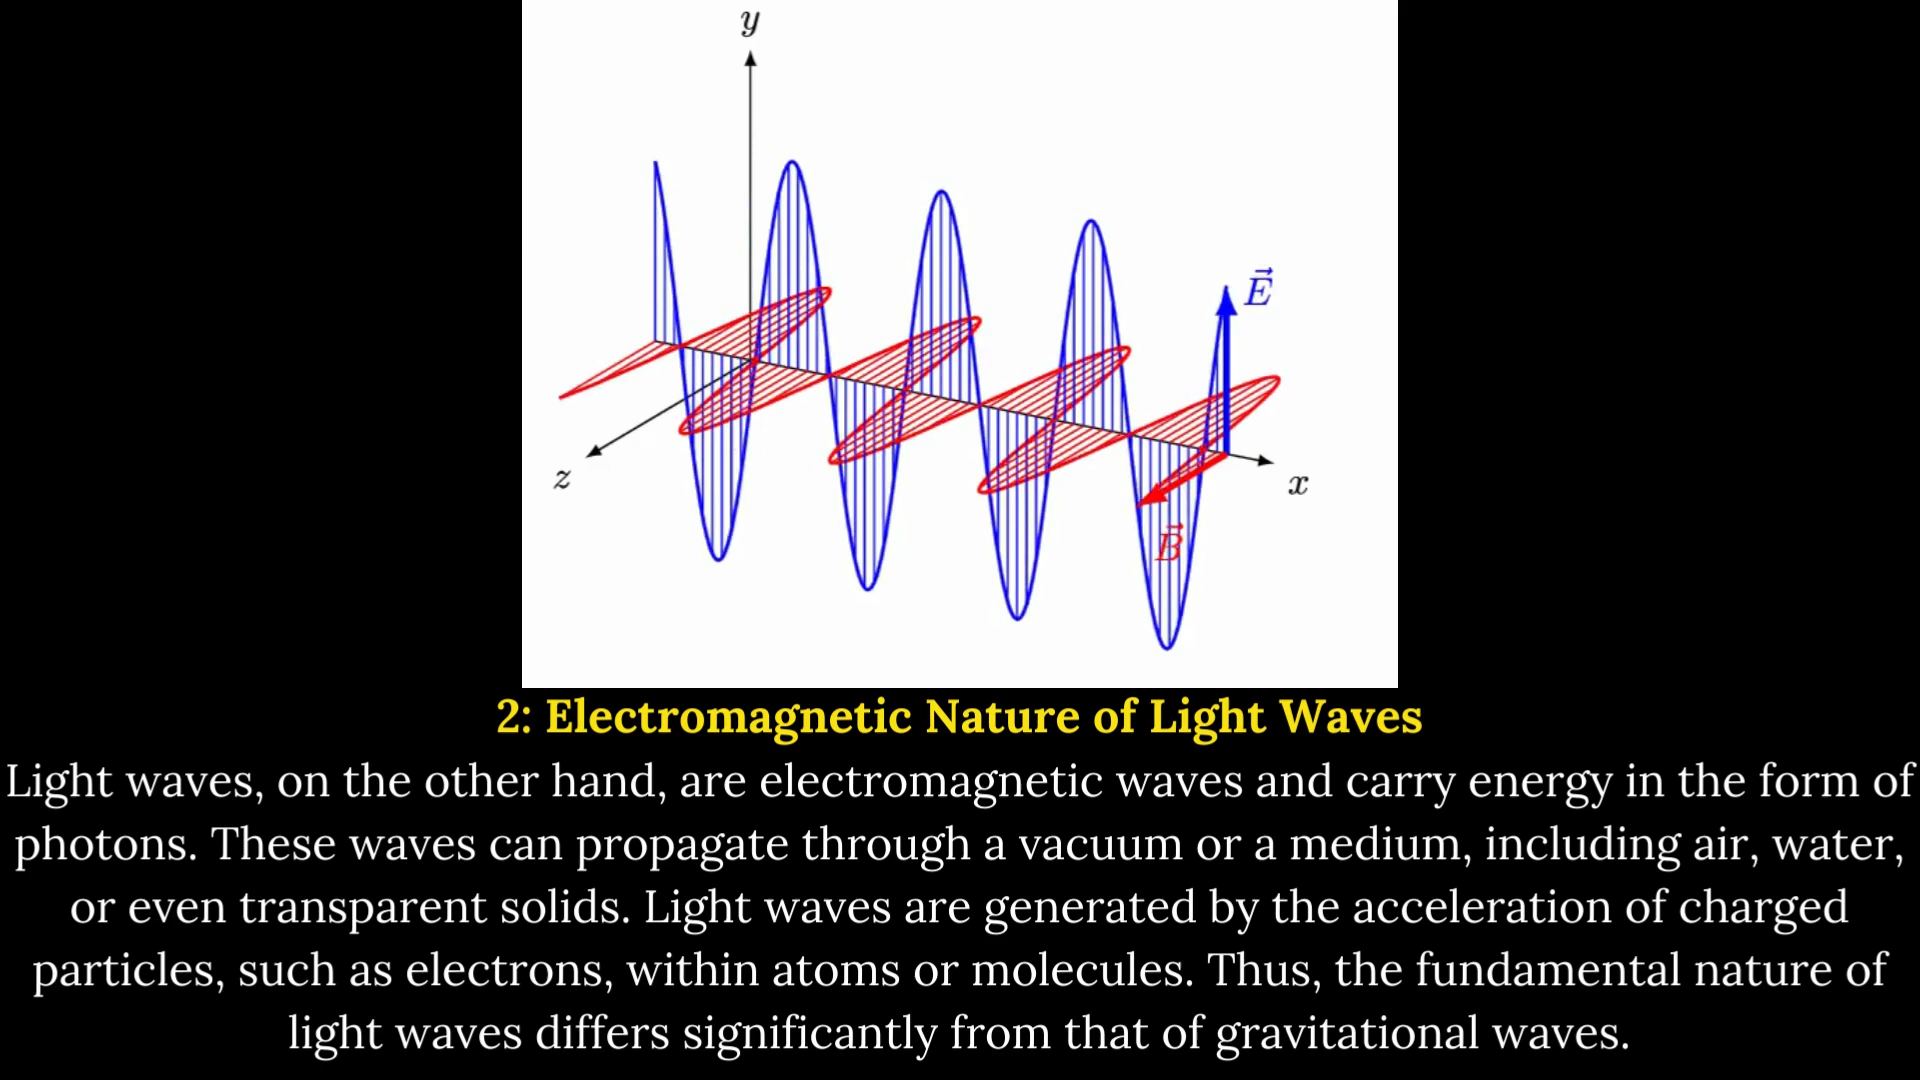 y
E
z
x
B
2: Electromagnetic Nature of Light Waves
Light waves, on the other hand, are electromagnetic waves and carry energy in the form of
photons. These waves can propagate through a vacuum or a medium, including air, water,
or even transparent solids. Light waves are generated by the acceleration of charged
particles, such as electrons, within atoms or molecules. Thus, the fundamental nature of
light waves differs significantly from that of gravitational waves.